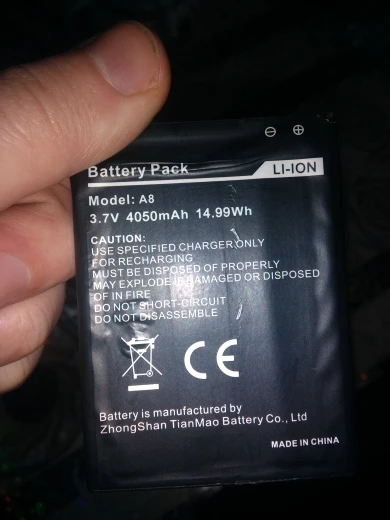 ⊖ ⊕
Battery Pack
LI-ION
Model: A8
3.7V 4050mAh 14.99Wh
CAUTION:
USE SPECIFIED CHARGER ONLY
FOR RECHARGING
MUST BE DISPOSED OF PROPERLY
MAY EXPLODE IS DAMAGED OR DISPOSED
OF IN FIRE
DO NOT SHORT-CIRCUIT
DO NOT DISASSEMBLE
CE
Battery is manufactured by
ZhongShan TianMao Battery Co., Ltd
MADE IN CHINA